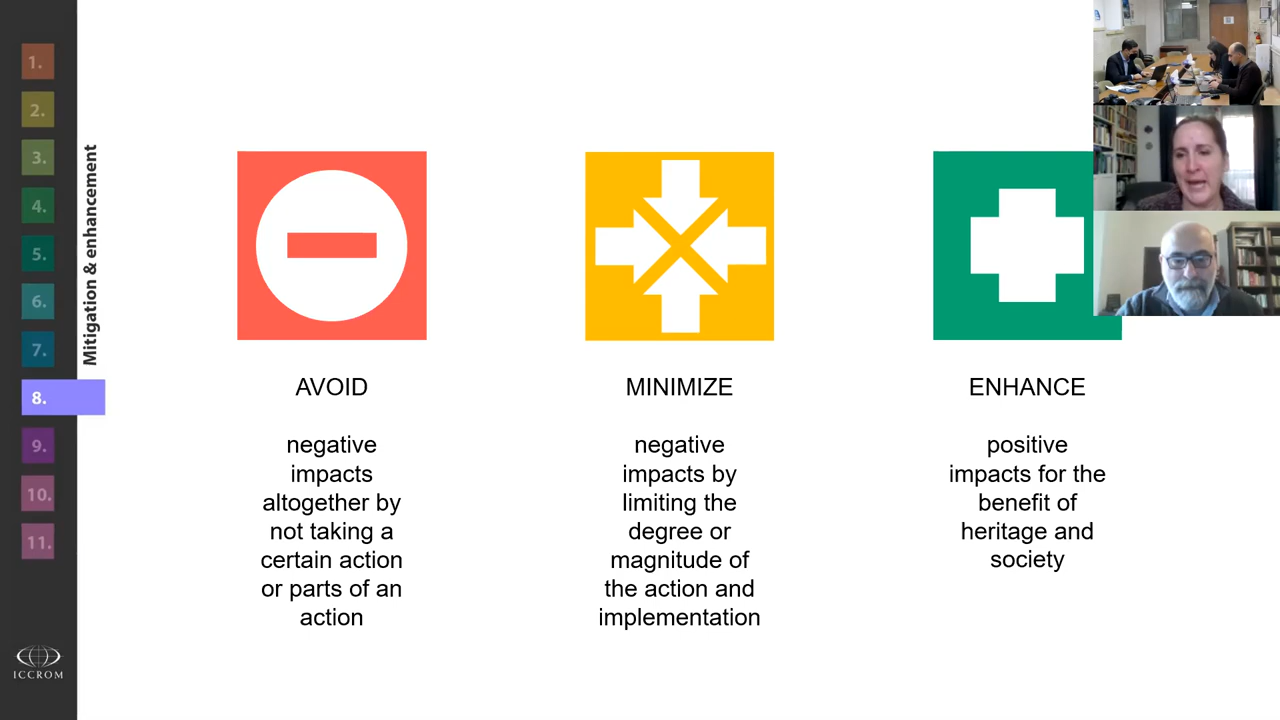 1.
2.
3.
4.
5.
6.
7.
8.
9.
10.
11.
Mitigation & enhancement
ICCROM
AVOID
negative
impacts
altogether by
not taking a
certain action
or parts of an
action
MINIMIZE
negative
impacts by
limiting the
degree or
magnitude of
the action and
implementation
ENHANCE
positive
impacts for the
benefit of
heritage and
society